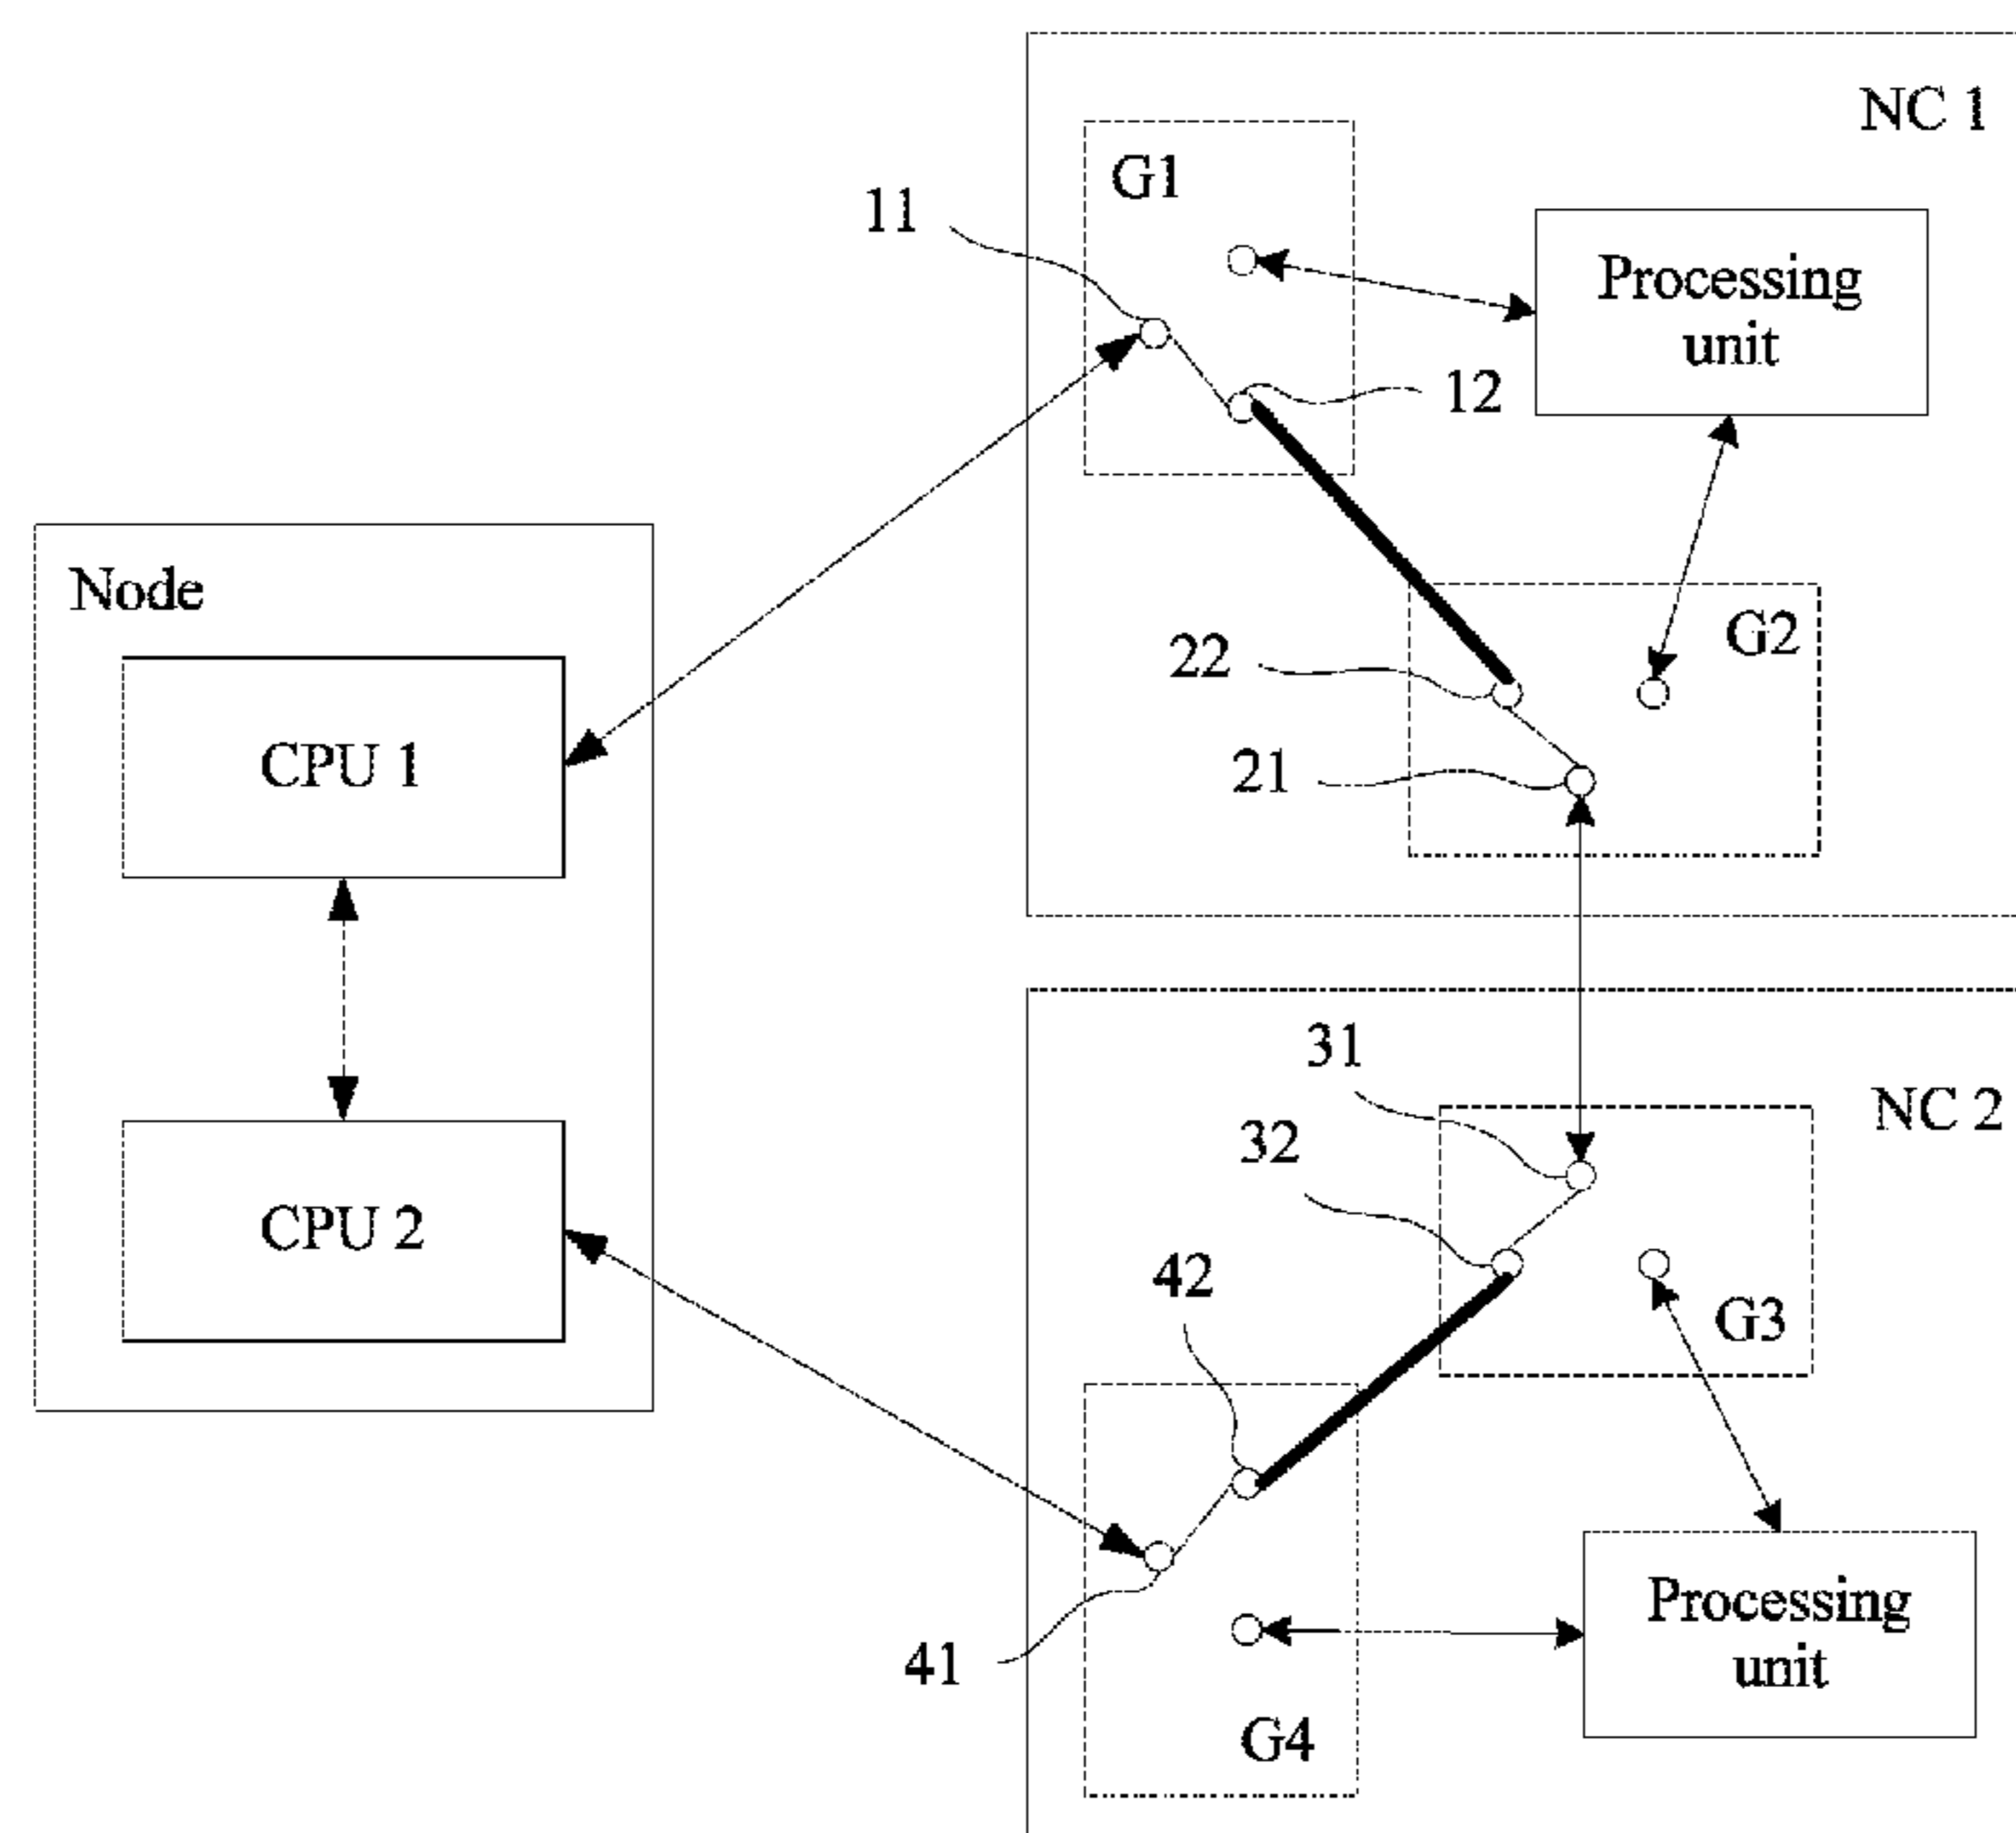 NC 1
G1
11
Processing
unit
12
Node
22
G2
CPU 1
21
31
NC 2
32
CPU 2
42
G3
Processing
unit
41
G4